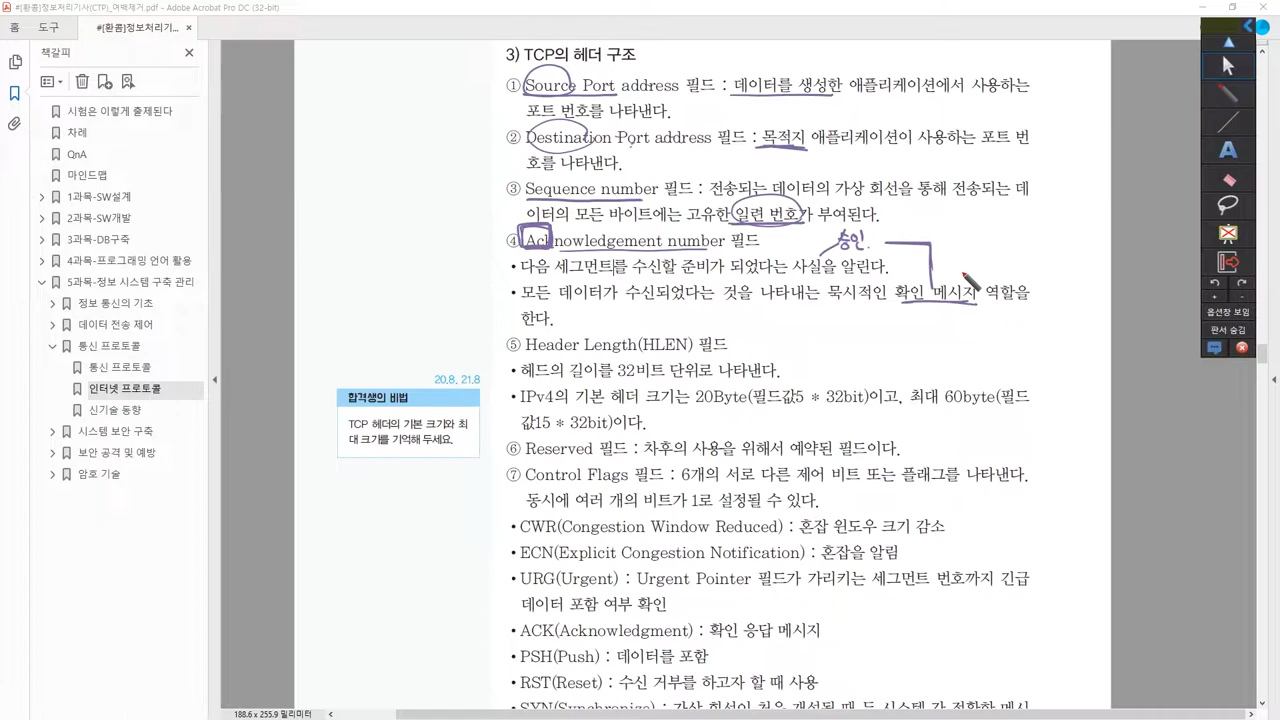 #[환콤]정보처리기사(CTP)_여백제거.pdf - Adobe Acrobat Pro DC (32-bit)
홈 도구 #[환콤]정보처리기... ×
책갈피 ×
시험은 이렇게 출제된다
차례
QnA
마인드맵
1과목-SW설계
2과목-SW개발
3과목-DB구축
4과목-프로그래밍 언어 활용
5과목-정보 시스템 구축 관리
정보 통신의 기초
데이터 전송 제어
통신 프로토콜
통신 프로토콜
인터넷 프로토콜
신기술 동향
시스템 보안 구축
보안 공격 및 예방
암호 기술
20.8, 21.8
합격생의 비법
TCP 헤더의 기본 크기와 최
대 크기를 기억해 두세요.
3) TCP의 헤더 구조
① Source Port address 필드 : 데이터를 생성한 애플리케이션에서 사용하는
포트 번호를 나타낸다.
② Destination Port address 필드 : 목적지 애플리케이션이 사용하는 포트 번
호를 나타낸다.
③ Sequence number 필드 : 전송되는 데이터의 가상 회선을 통해 전송되는 데
이터의 모든 바이트에는 고유한 일련 번호가 부여된다.
④ Acknowledgement number 필드
승인.
• 다음 세그먼트를 수신할 준비가 되었다는 사실을 알린다.
• 모든 데이터가 수신되었다는 것을 나타내는 묵시적인 확인 메시지 역할을
한다.
⑤ Header Length(HLEN) 필드
• 헤드의 길이를 32비트 단위로 나타낸다.
• IPv4의 기본 헤더 크기는 20Byte(필드값5 * 32bit)이고, 최대 60byte(필드
값15 * 32bit)이다.
⑥ Reserved 필드 : 차후의 사용을 위해서 예약된 필드이다.
⑦ Control Flags 필드 : 6개의 서로 다른 제어 비트 또는 플래그를 나타낸다.
동시에 여러 개의 비트가 1로 설정될 수 있다.
• CWR(Congestion Window Reduced) : 혼잡 윈도우 크기 감소
• ECN(Explicit Congestion Notification) : 혼잡을 알림
• URG(Urgent) : Urgent Pointer 필드가 가리키는 세그먼트 번호까지 긴급
데이터 포함 여부 확인
• ACK(Acknowledgment) : 확인 응답 메시지
• PSH(Push) : 데이터를 포함
• RST(Reset) : 수신 거부를 하고자 할 때 사용
• SYN(Synchronize) : 가상 회선이 처음 개설될 때 두 시스템 간 전환한 메시
옵션창 보임
판서 숨김
188.6 x 255.9 밀리미터